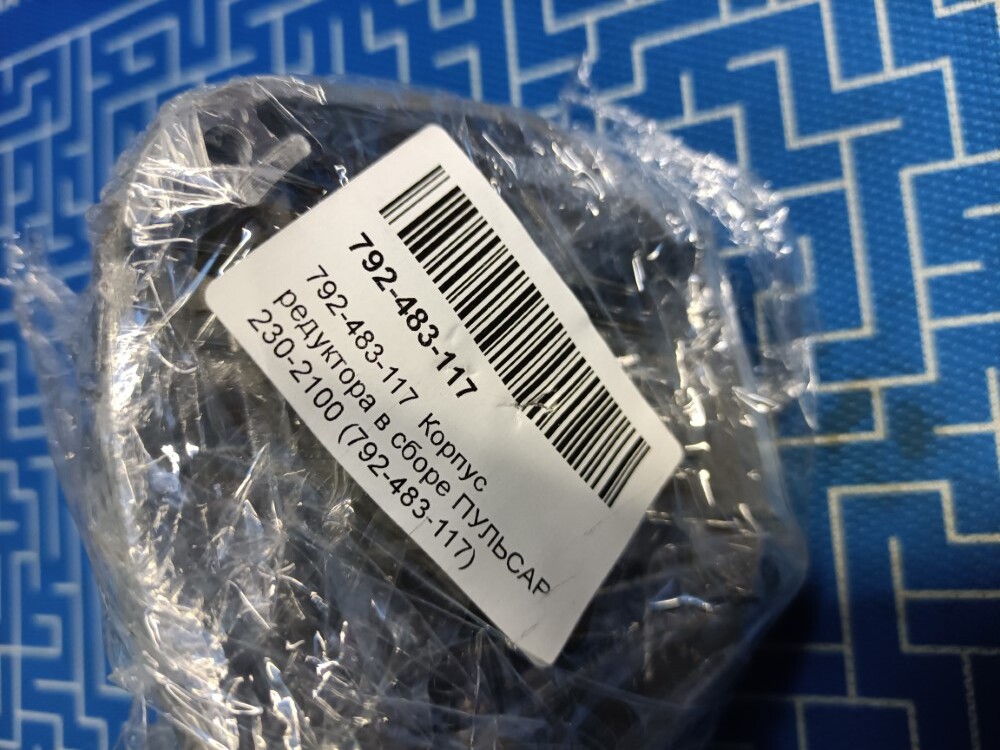 792-483-117
792-483-117 Корпус
редуктора в сборе ПУЛЬСАР
230-2100 (792-483-117)